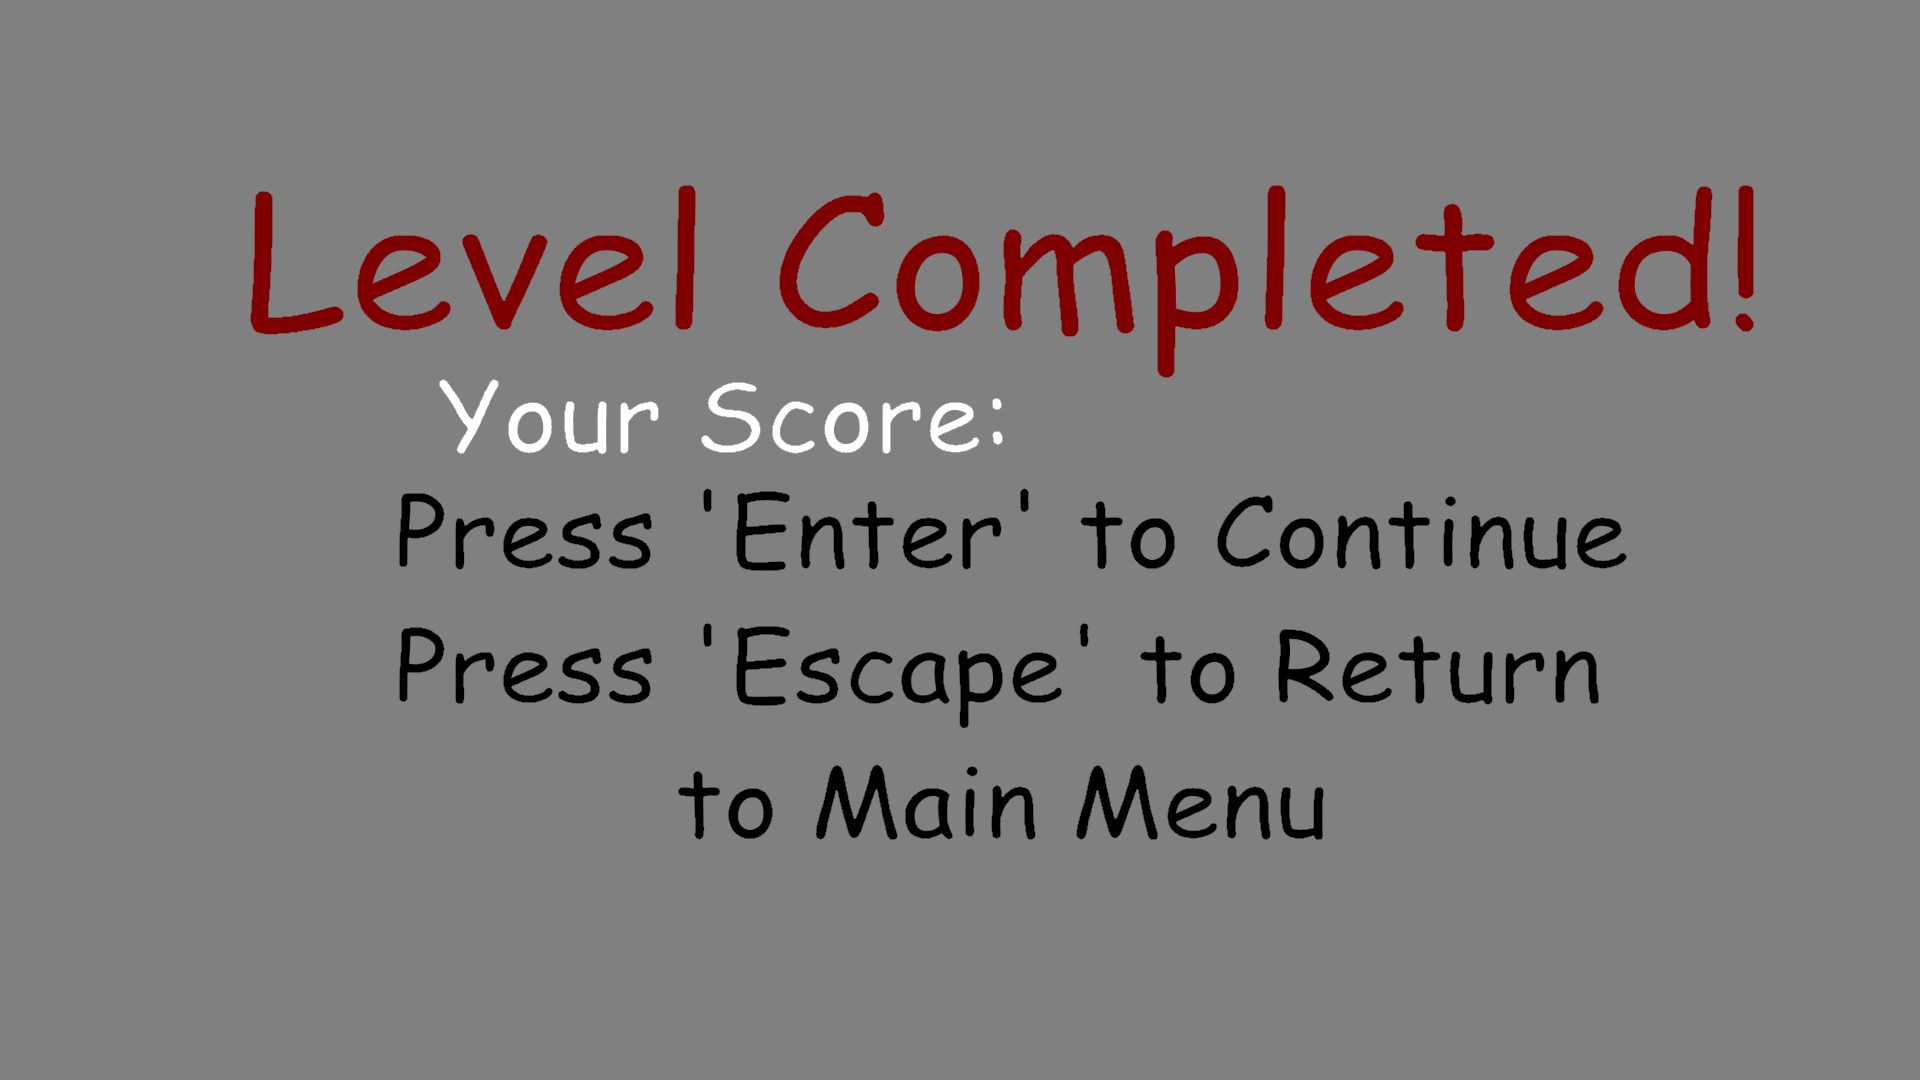 Level Completed!
Your Score:
Press 'Enter' to Continue
Press 'Escape' to Return
to Main Menu